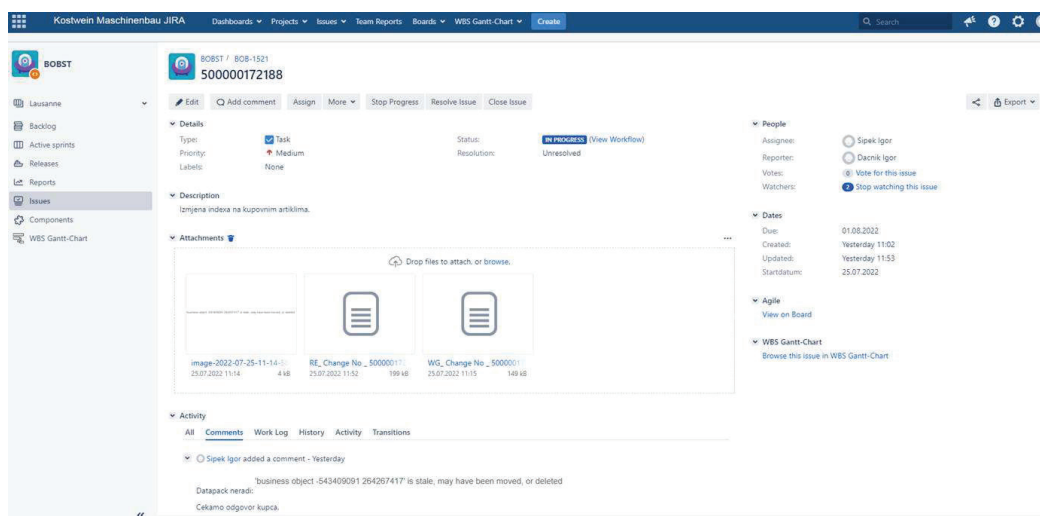 Kostwein Maschinenbau JIRA Dashboards Projects Issues Team Reports Boards WBS Gantt-Chart Create Search
BOBST
BOBST / BOB-1521
500000172188
Lausanne
Backlog
Active sprints
Releases
Reports
Issues
Components
WBS Gantt-Chart
Edit Add comment Assign More Stop Progress Resolve Issue Close Issue Export
Details
Type: Task Status: IN PROGRESS (View Workflow)
Priority: Medium Resolution: Unresolved
Labels: None
Description
Izmjena indexa na kupovnim artiklima.
Attachments
Drop files to attach, or browse.
image-2022-07-25-11-14-
25.07.2022 11:14 4 kB
RE_ Change No _ 50000017
25.07.2022 11:52 199 kB
WG_ Change No _ 5000001
25.07.2022 11:15 149 kB
Activity
All Comments Work Log History Activity Transitions
Sipek Igor added a comment - Yesterday
'business object -543409091 264267417' is stale, may have been moved, or deleted
Datapack neradi:
Cekamo odgovor kupca.
People
Assignee: Sipek Igor
Reporter: Dacnik Igor
Votes: 0 Vote for this issue
Watchers: 2 Stop watching this issue
Dates
Due: 01.08.2022
Created: Yesterday 11:02
Updated: Yesterday 11:53
Startdatum: 25.07.2022
Agile
View on Board
WBS Gantt-Chart
Browse this issue in WBS Gantt-Chart